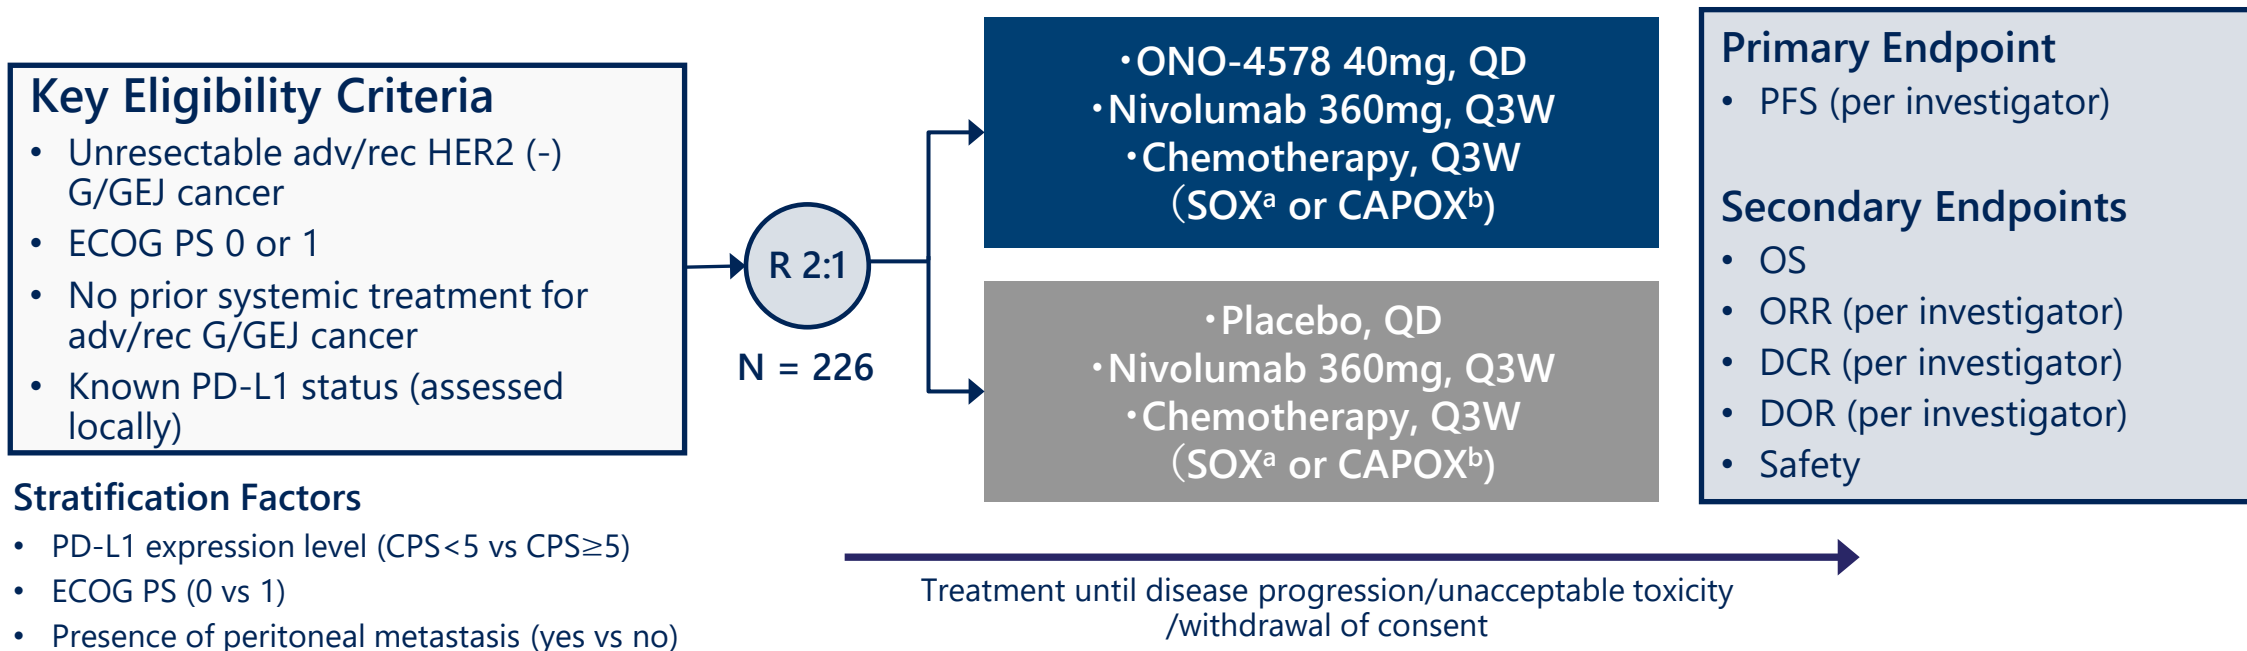 Key Eligibility Criteria
• Unresectable adv/rec HER2 (-)
G/GEJ cancer
• ECOG PS 0 or 1
• No prior systemic treatment for
adv/rec G/GEJ cancer
• Known PD-L1 status (assessed
locally)
Stratification Factors
• PD-L1 expression level (CPS<5 vs CPS≥5)
• ECOG PS (0 vs 1)
• Presence of peritoneal metastasis (yes vs no)
R 2:1
N = 226
・ONO-4578 40mg, QD
・Nivolumab 360mg, Q3W
・Chemotherapy, Q3W
（SOXᵃ or CAPOXᵇ)
・Placebo, QD
・Nivolumab 360mg, Q3W
・Chemotherapy, Q3W
（SOXᵃ or CAPOXᵇ)
Treatment until disease progression/unacceptable toxicity
/withdrawal of consent
Primary Endpoint
• PFS (per investigator)
Secondary Endpoints
• OS
• ORR (per investigator)
• DCR (per investigator)
• DOR (per investigator)
• Safety